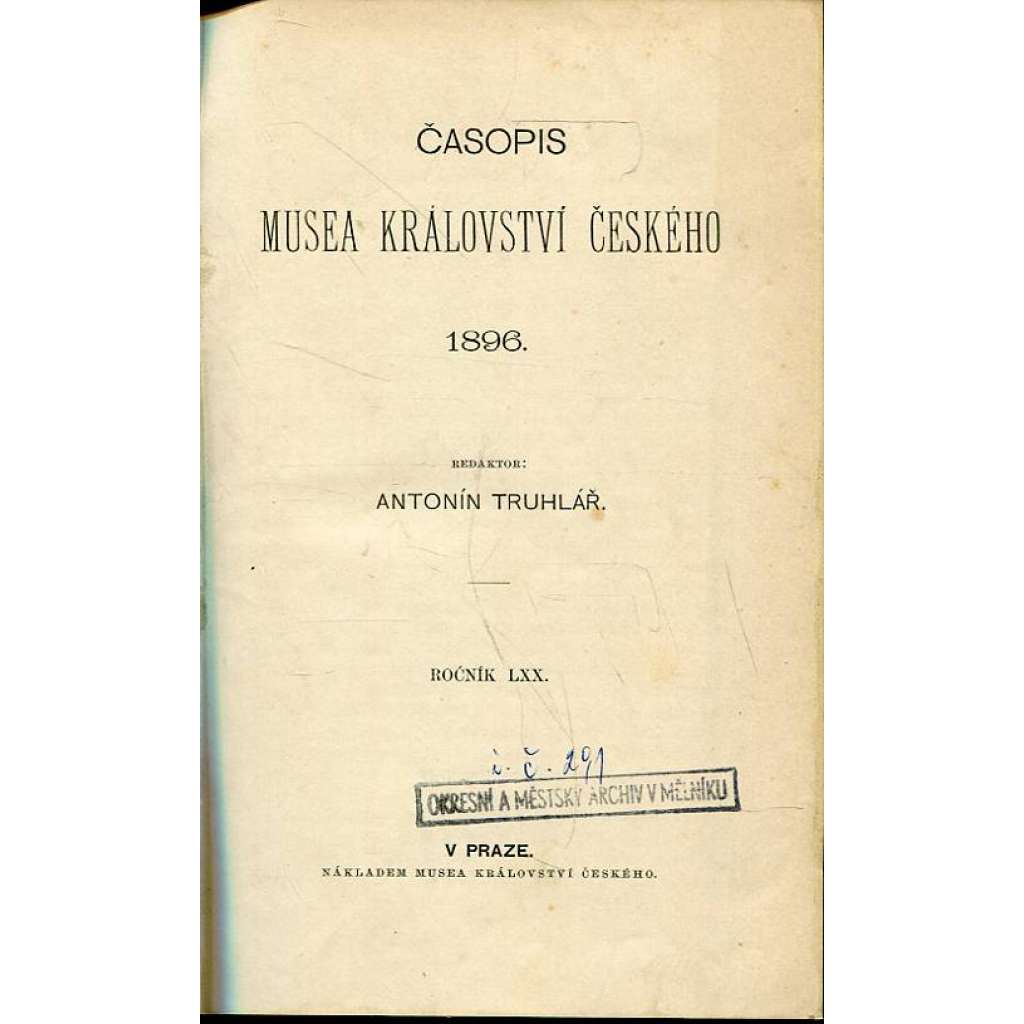 ČASOPIS
MUSEA KRÁLOVSTVÍ ČESKÉHO
1896.
REDAKTOR:
ANTONÍN TRUHLÁŘ.
ROČNÍK LXX.
i. č. 291
OKRESNÍ A MĚSTSKÝ ARCHIV V MĚLNÍKU
V PRAZE.
NÁKLADEM MUSEA KRÁLOVSTVÍ ČESKÉHO.